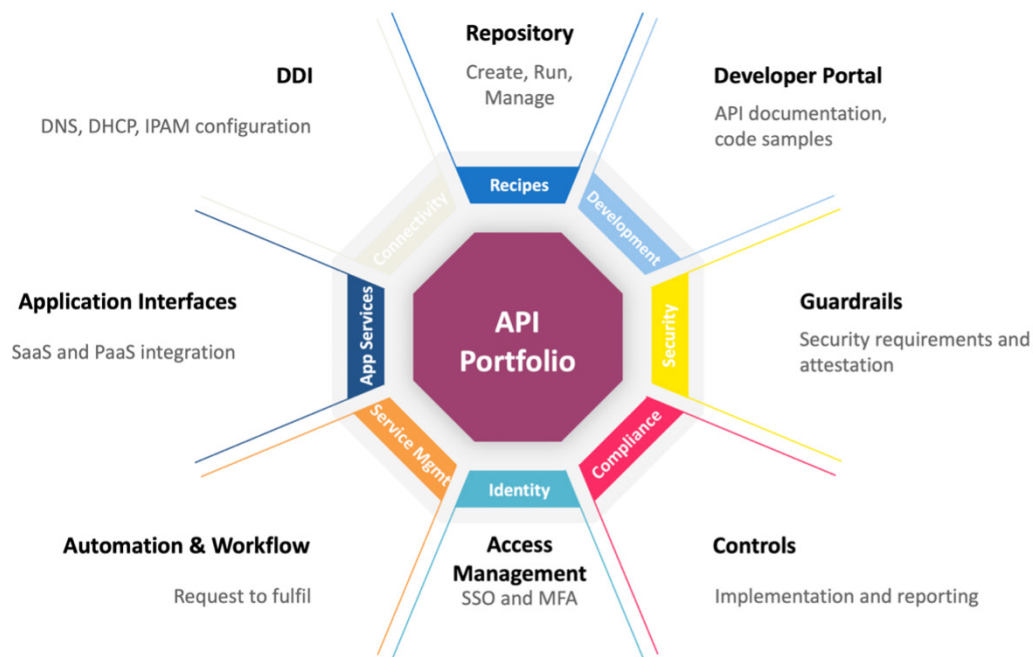 Repository
Create, Run,
Manage
DDI
DNS, DHCP, IPAM configuration
Developer Portal
API documentation,
code samples
Recipes
Connectivity
Development
Application Interfaces
SaaS and PaaS integration
App Services
API
Portfolio
Security
Guardrails
Security requirements and
attestation
Service Mgmt
Identity
Compliance
Automation & Workflow
Request to fulfil
Access
Management
SSO and MFA
Controls
Implementation and reporting